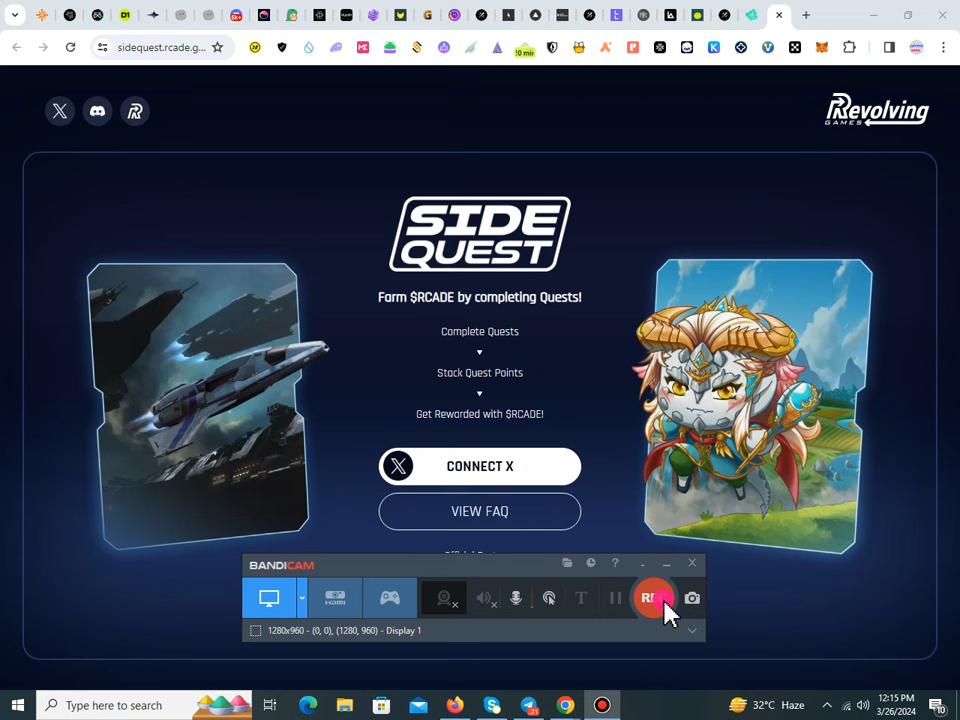 sidequest.rcade.g...
Revolving
GAMES
SIDE
QUEST
Farm $RCADE by completing Quests!
Complete Quests
Stack Quest Points
Get Rewarded with $RCADE!
CONNECT X
VIEW FAQ
BANDICAM
HDMI
REC
1280x960 - (0, 0), (1280, 960) - Display 1
Type here to search
21
32°C Haze
12:15 PM
3/26/2024
10